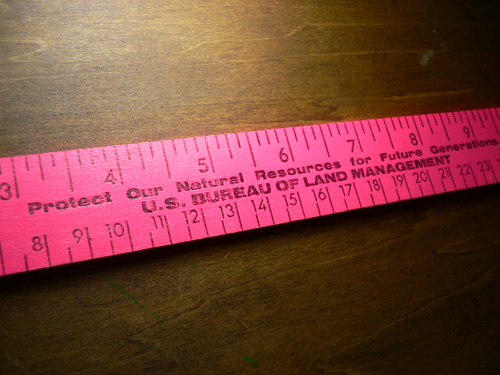 3 4 5 6 7 8 9
Protect Our Natural Resources for Future Generations.
U.S. BUREAU OF LAND MANAGEMENT
8 9 10 11 12 13 14 15 16 17 18 19 20 21 22 23